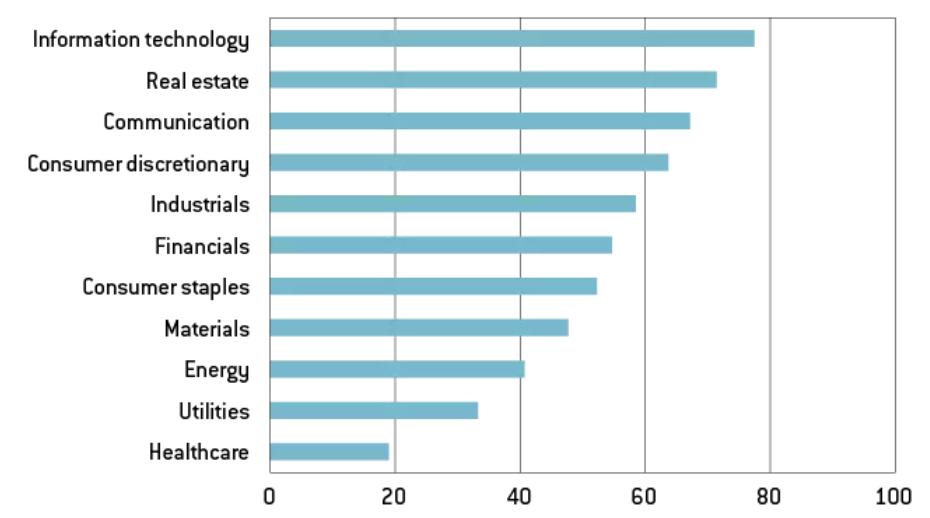 Information technology
Real estate
Communication
Consumer discretionary
Industrials
Financials
Consumer staples
Materials
Energy
Utilities
Healthcare
0 20 40 60 80 100